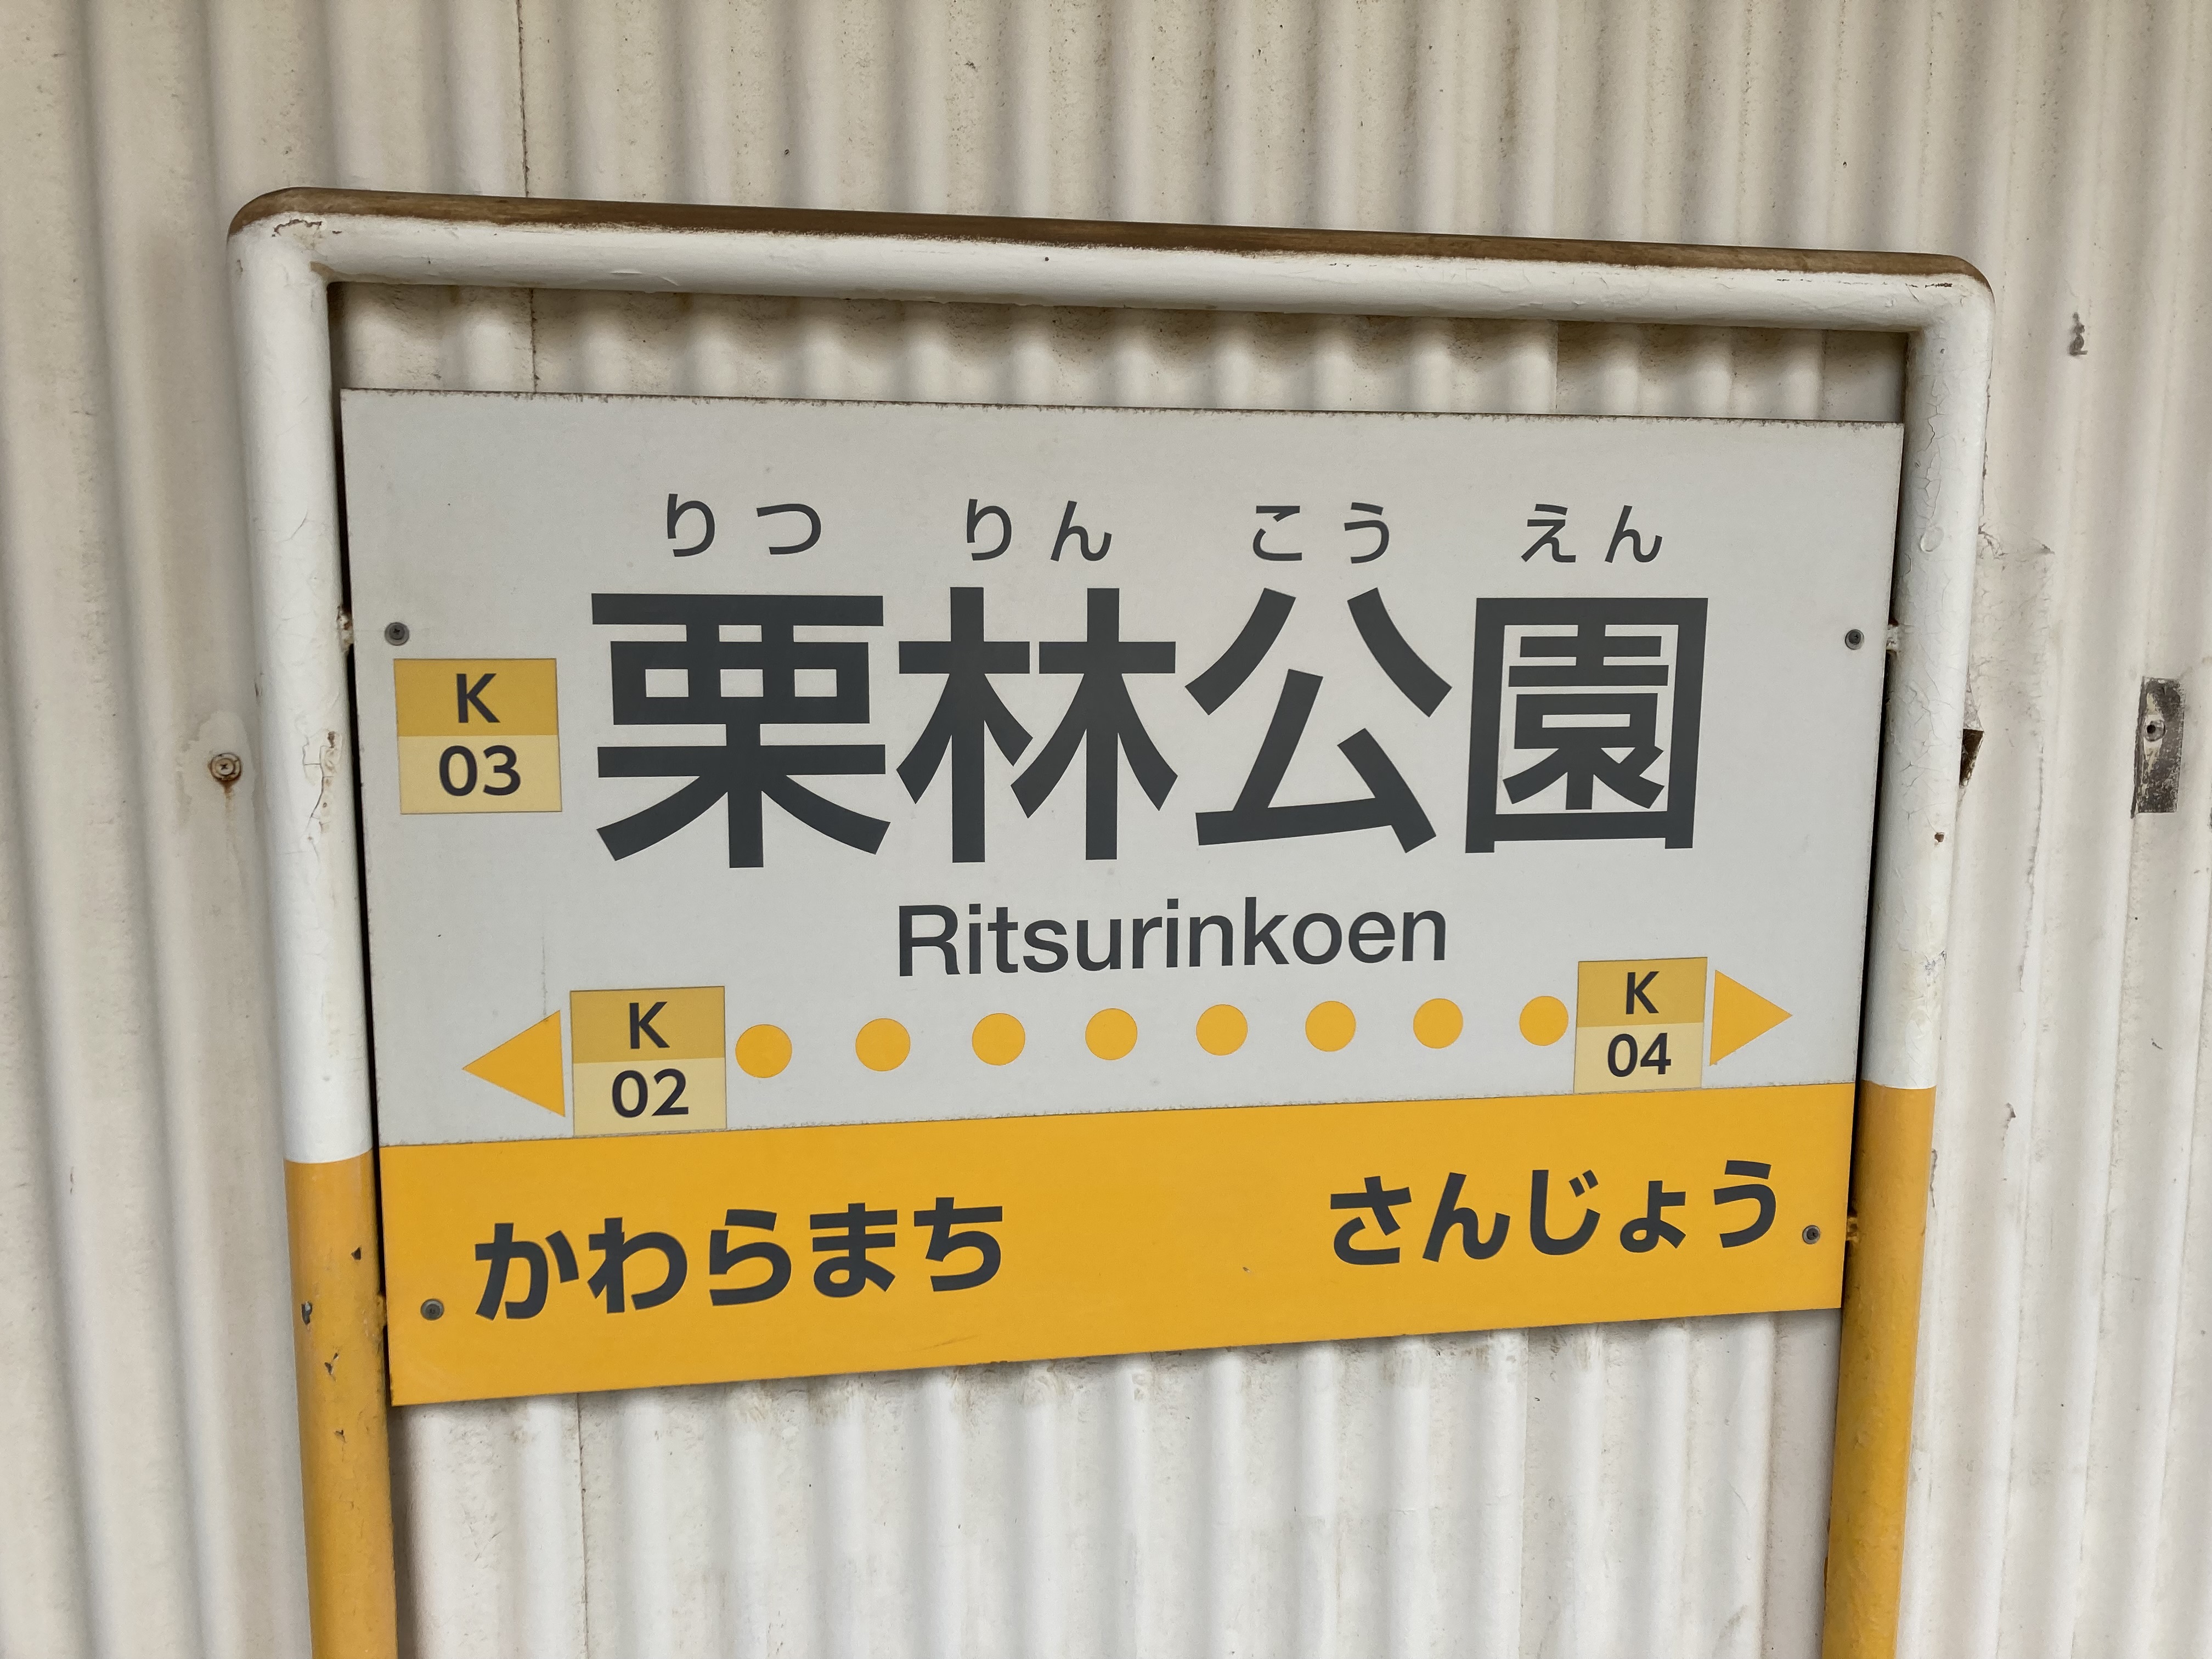 りつ りん こう えん
K
03
栗林公園
Ritsurinkoen
K
02
K
04
かわらまち さんじょう